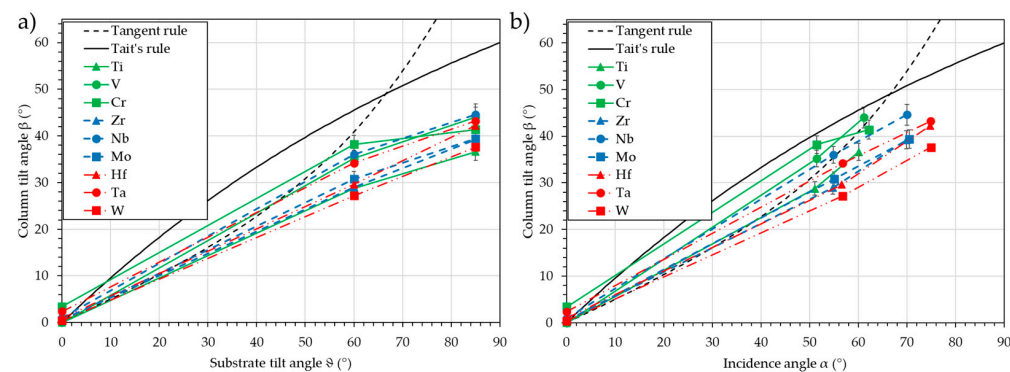 a)
Column tilt angle β (°)
60
50
40
30
20
10
0
Tangent rule
Tait's rule
Ti
V
Cr
Zr
Nb
Mo
Hf
Ta
W
0 10 20 30 40 50 60 70 80 90
Substrate tilt angle ϑ (°)
b)
Column tilt angle β (°)
60
50
40
30
20
10
0
Tangent rule
Tait's rule
Ti
V
Cr
Zr
Nb
Mo
Hf
Ta
W
0 10 20 30 40 50 60 70 80 90
Incidence angle α (°)